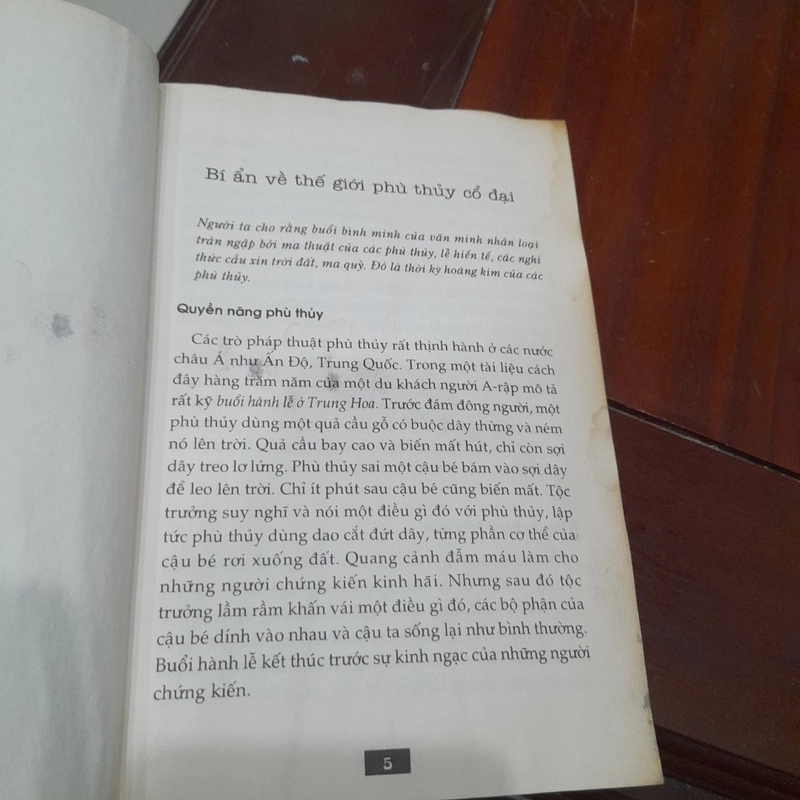 Bí ẩn về thế giới phù thủy cổ đại
Người ta cho rằng buổi bình minh của văn minh nhân loại
tràn ngập bởi ma thuật của các phù thủy, lễ hiến tế, các nghi
thức cầu xin trời đất, ma quỷ. Đó là thời kỳ hoàng kim của các
phù thủy.
Quyền năng phù thủy
Các trò pháp thuật phù thủy rất thịnh hành ở các nước
châu Á như Ấn Độ, Trung Quốc. Trong một tài liệu cách
đây hàng trăm năm của một du khách người A-rập mô tả
rất kỹ buổi hành lễ ở Trung Hoa. Trước đám đông người, một
phù thủy dùng một quả cầu gỗ có buộc dây thừng và ném
nó lên trời. Quả cầu bay cao và biến mất hút, chỉ còn sợi
dây treo lơ lửng. Phù thủy sai một cậu bé bám vào sợi dây
để leo lên trời. Chỉ ít phút sau cậu bé cũng biến mất. Tộc
trưởng suy nghĩ và nói một điều gì đó với phù thủy, lập
tức phù thủy dùng dao cắt đứt dây, từng phần cơ thể của
cậu bé rơi xuống đất. Quang cảnh đẫm máu làm cho
những người chứng kiến kinh hãi. Nhưng sau đó tộc
trưởng lầm rầm khấn vái một điều gì đó, các bộ phận của
cậu bé dính vào nhau và cậu ta sống lại như bình thường.
Buổi hành lễ kết thúc trước sự kinh ngạc của những người
chứng kiến.
5